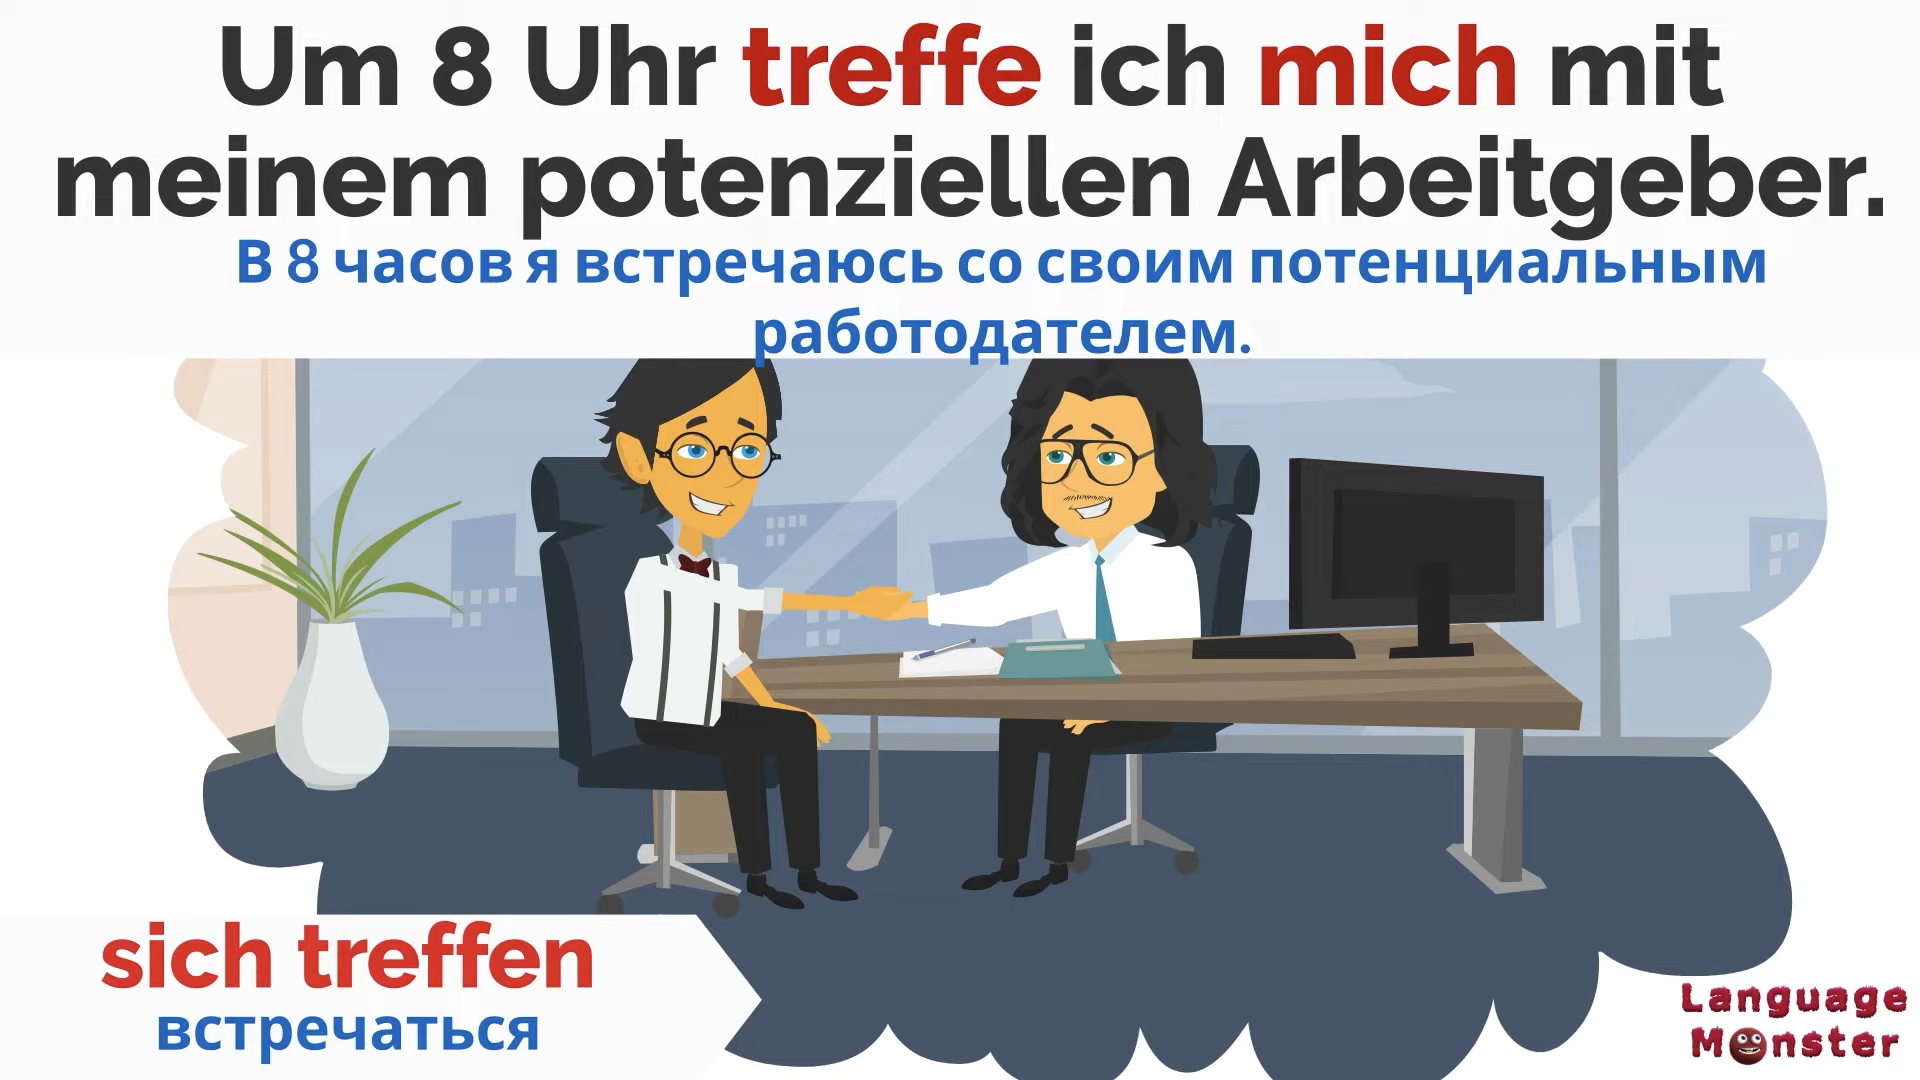 Um 8 Uhr treffe ich mich mit
meinem potenziellen Arbeitgeber.
В 8 часов я встречаюсь со своим потенциальным
работодателем.
sich treffen
встречаться
Language
Monster